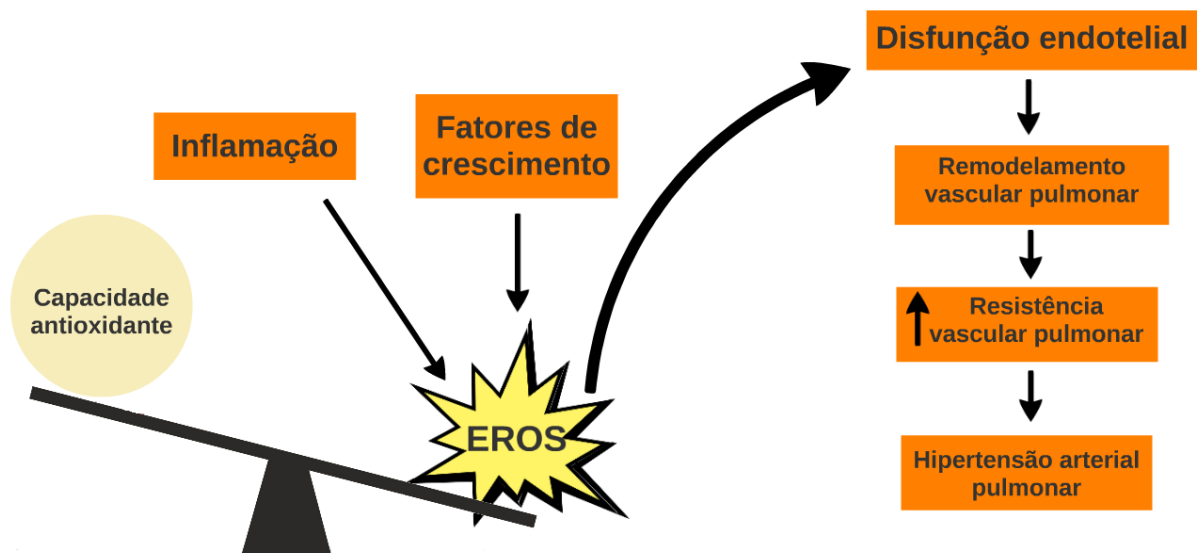 Disfunção endotelial
Inflamação
Fatores de
crescimento
Remodelamento
vascular pulmonar
Capacidade
antioxidante
Resistência
vascular pulmonar
EROS
Hipertensão arterial
pulmonar